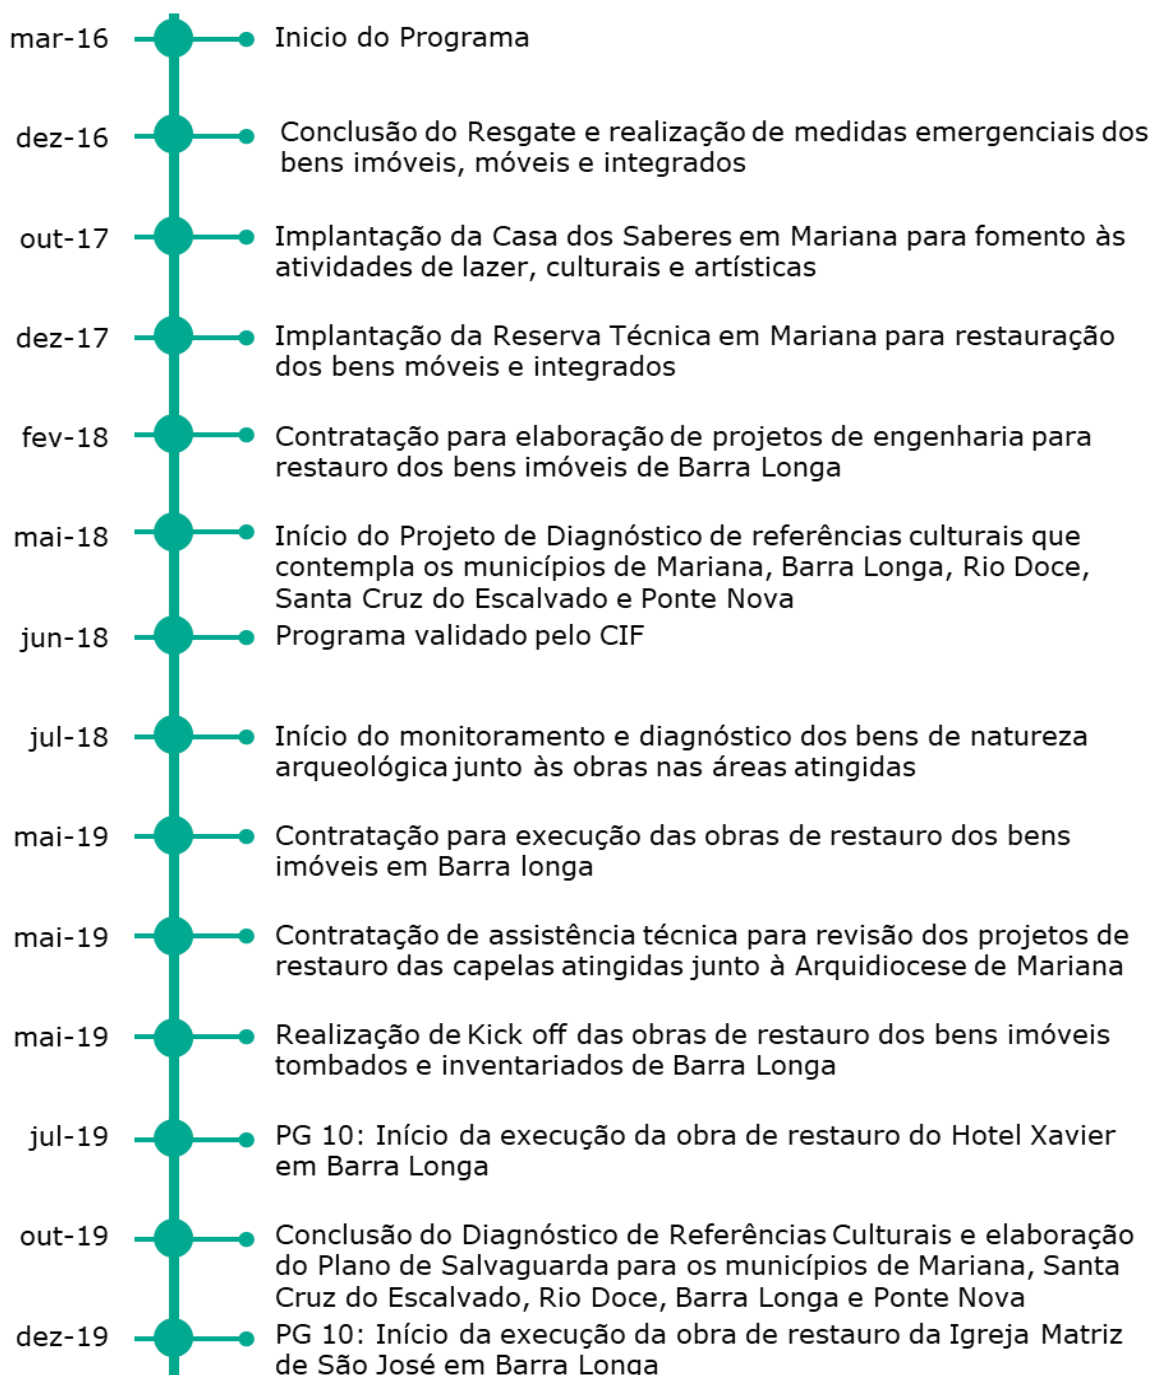 mar-16 Inicio do Programa
dez-16 Conclusão do Resgate e realização de medidas emergenciais dos
bens imóveis, móveis e integrados
out-17 Implantação da Casa dos Saberes em Mariana para fomento às
atividades de lazer, culturais e artísticas
dez-17 Implantação da Reserva Técnica em Mariana para restauração
dos bens móveis e integrados
fev-18 Contratação para elaboração de projetos de engenharia para
restauro dos bens imóveis de Barra Longa
mai-18 Início do Projeto de Diagnóstico de referências culturais que
contempla os municípios de Mariana, Barra Longa, Rio Doce,
Santa Cruz do Escalvado e Ponte Nova
jun-18 Programa validado pelo CIF
jul-18 Início do monitoramento e diagnóstico dos bens de natureza
arqueológica junto às obras nas áreas atingidas
mai-19 Contratação para execução das obras de restauro dos bens
imóveis em Barra longa
mai-19 Contratação de assistência técnica para revisão dos projetos de
restauro das capelas atingidas junto à Arquidiocese de Mariana
mai-19 Realização de Kick off das obras de restauro dos bens imóveis
tombados e inventariados de Barra Longa
jul-19 PG 10: Início da execução da obra de restauro do Hotel Xavier
em Barra Longa
out-19 Conclusão do Diagnóstico de Referências Culturais e elaboração
do Plano de Salvaguarda para os municípios de Mariana, Santa
Cruz do Escalvado, Rio Doce, Barra Longa e Ponte Nova
dez-19 PG 10: Início da execução da obra de restauro da Igreja Matriz
de São José em Barra Longa